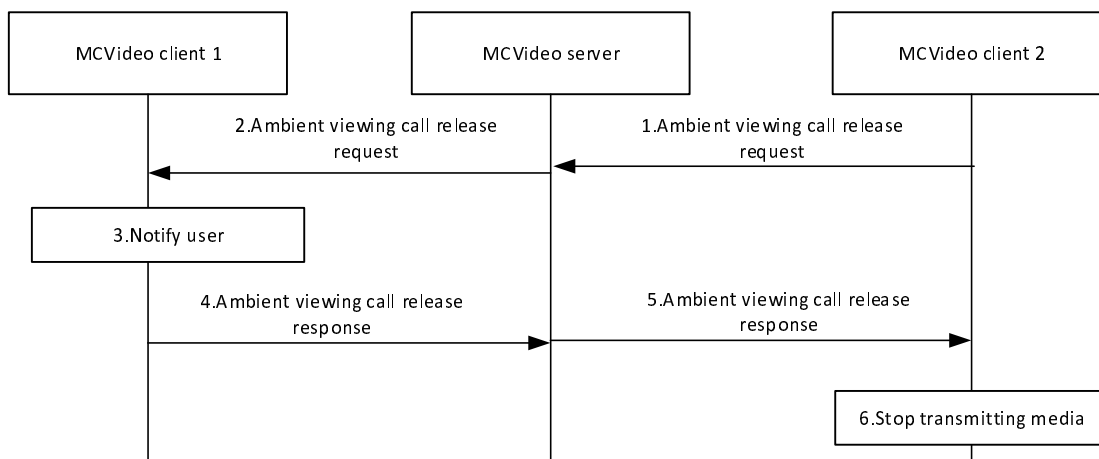 MCVideo client 1
MCVideo server
MCVideo client 2
2.Ambient viewing call release
request
1.Ambient viewing call release
request
3.Notify user
4.Ambient viewing call release
response
5.Ambient viewing call release
response
6.Stop transmitting media